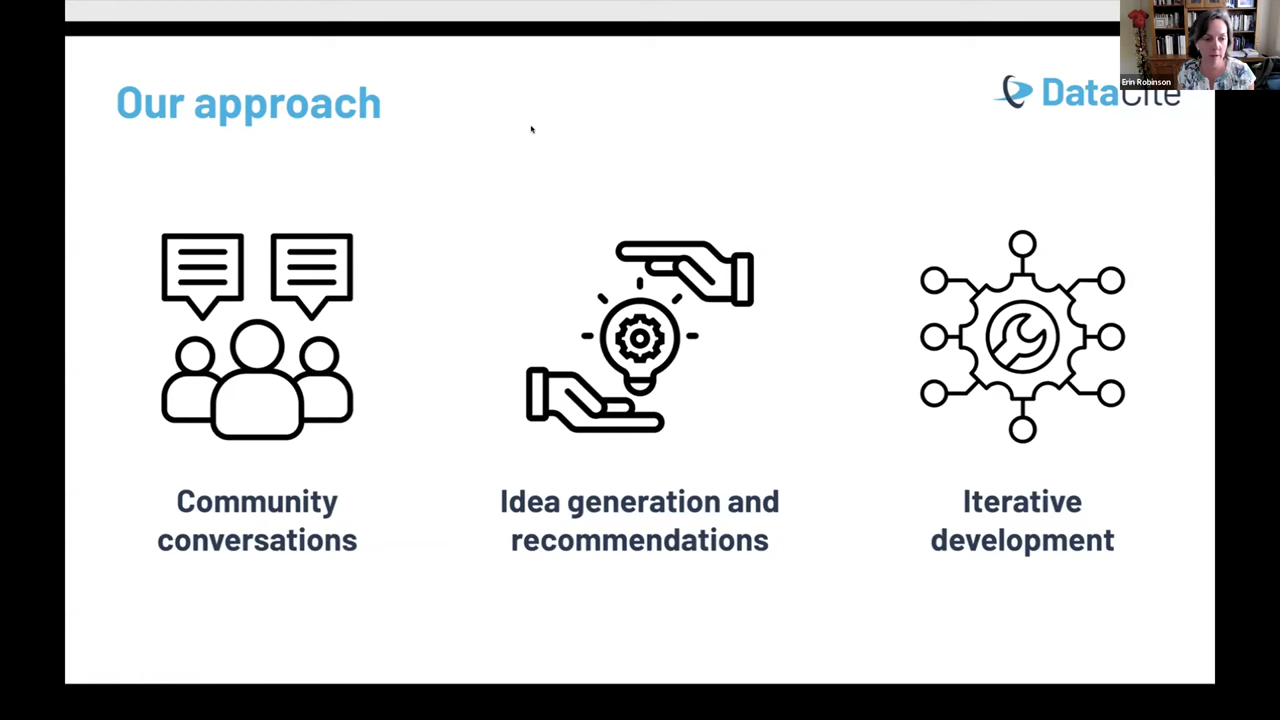 Our approach
DataCite
Erin Robinson
Community
conversations
Idea generation and
recommendations
Iterative
development